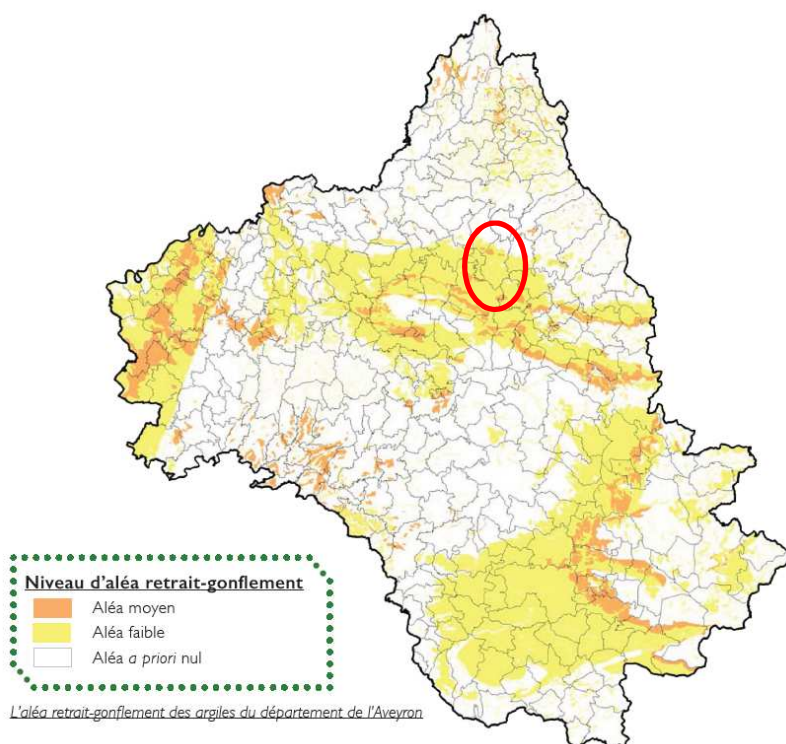 Niveau d'aléa retrait-gonflement
Aléa moyen
Aléa faible
Aléa a priori nul
L'aléa retrait-gonflement des argiles du département de l'Aveyron